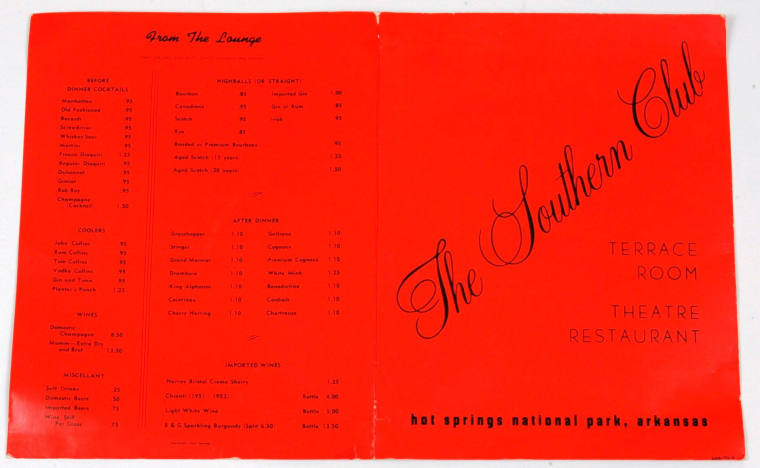 From The Lounge
BEFORE
DINNER COCKTAILS
Manhattan .95
Old Fashioned .95
Bacardi .95
Screwdriver .95
Whiskey Sour .95
Martini .95
Frozen Daiquiri 1.25
Regular Daiquiri .95
Dubonnet .95
Gimlet .95
Rob Roy .95
Champagne
(Cocktail) 1.50
COOLERS
John Collins .95
Rum Collins .95
Tom Collins .95
Vodka Collins .95
Gin and Tonic .95
Planter's Punch 1.25
WINES
Domestic
Champagne 8.50
Mumm—Extra Dry
and Brut 13.50
MISCELLANY
Soft Drinks .25
Domestic Beers .50
Imported Beers .75
Wine, Still
Per Glass .75
HIGHBALLS (OR STRAIGHT)
Bourbon .85 Imported Gin 1.00
Canadians .95 Gin or Rum .85
Scotch .95 Irish .95
Rye .85
Bonded or Premium Bourbons .95
Aged Scotch (12 years) 1.25
Aged Scotch (20 years) 1.50
AFTER DINNER
Grasshopper 1.10 Galliano 1.10
Stinger 1.10 Cognacs 1.10
Grand Marnier 1.10 Premium Cognacs 1.10
Drambuie 1.10 White Mink 1.25
King Alphonse 1.10 Benedictine 1.10
Cointreau 1.10 1.10
Cherry Herring 1.10 Chartreuse 1.10
IMPORTED WINES
Harvey Bristol Creme Sherry 1.25
Chianti (1951 - 1952) Bottle 6.00
Light White Wine Bottle 5.00
B & G Sparkling Burgundy (Split 6.50) Bottle 13.50
The Southern Club
TERRACE
ROOM
THEATRE
RESTAURANT
hot springs national park, arkansas